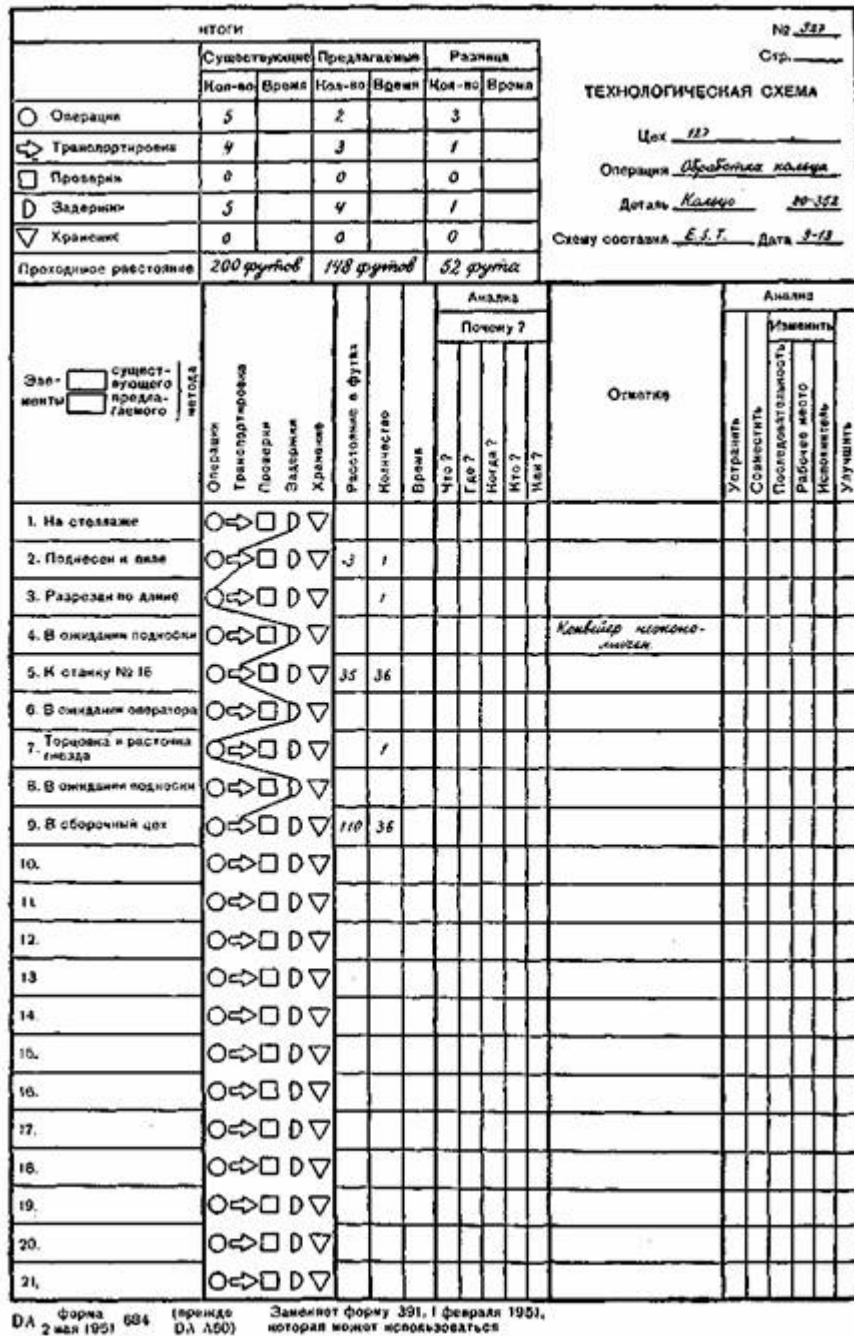 ИТОГИ
№ 327
Стр.
Существующие Предлагаемые Разница
Кол-во Время Кол-во Время Кол-во Время
ТЕХНОЛОГИЧЕСКАЯ СХЕМА
Операции 5 2 3
Цех 127
Транспортировка 4 3 1
Операция Обработка кольца
Проверки 0 0 0
Задержки 5 4 1
Деталь Кольцо 20-352
Хранение 0 0 0
Схему составил E.S.T. Дата 9-13
Проходимое расстояние 200 футов 148 футов 52 фута
Элементы
существующего
предлагаемого
метода
Операции
Транспортировка
Проверки
Задержки
Хранение
Расстояние в футах
Количество
Время
Анализ
Почему?
Что?
Где?
Когда?
Кто?
Как?
Отметка
Анализ
Изменить
Устранить
Совместить
Последовательность
Рабочее место
Исполнитель
Улучшить
1. На стеллаже
2. Поднесен к пиле 3 1
3. Разрезан по длине 1
4. В ожидании подноски Конвейер неэкономичен
5. К станку № 16 35 36
6. В ожидании оператора
7. Торцовка и расточка
гнезда 1
8. В ожидании подноски
9. В сборочный цех 110 36
10.
11.
12.
13
14.
15.
16.
17.
18.
19.
20.
21.
DA форма 2 мая 1951 684 (прежде DA A50) Заменяет форму 391, 1 февраля 1951,
которая может использоваться